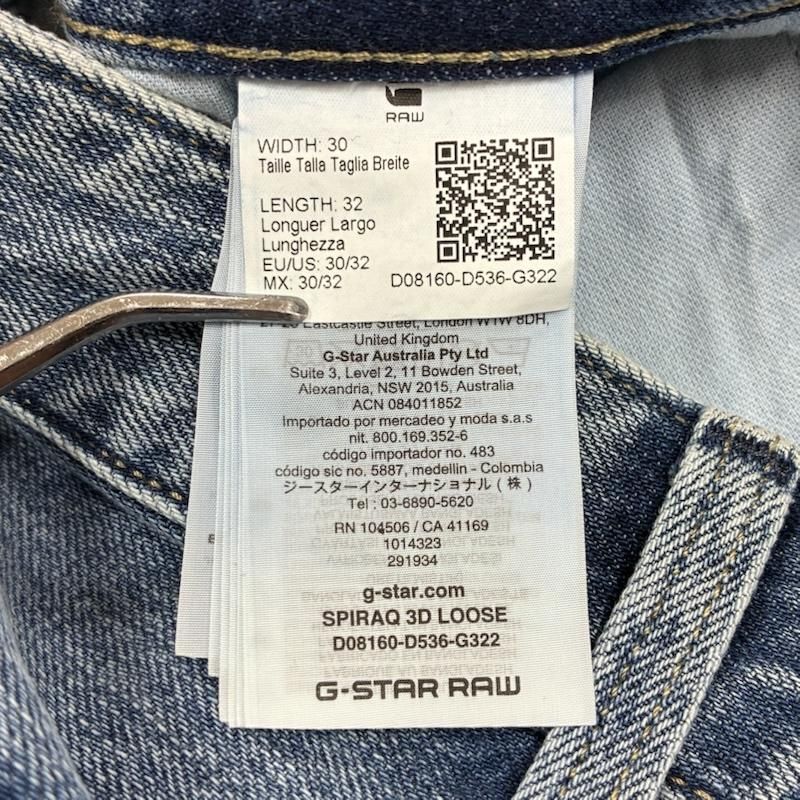 RAW
WIDTH: 30
Taille Talla Taglia Breite
LENGTH: 32
Longuer Largo
Lunghezza
EU/US: 30/32
MX: 30/32
D08160-D536-G322
Eastcastle Street, London W1W 8DH,
United Kingdom
G-Star Australia Pty Ltd
Suite 3, Level 2, 11 Bowden Street,
Alexandria, NSW 2015, Australia
ACN 084011852
Importado por mercadeo y moda s.a.s
nit. 800.169.352-6
código importador no. 483
código sic no. 5887, medellin - Colombia
ジースターインターナショナル(株)
Tel : 03-6890-5620
RN 104506 / CA 41169
1014323
291934
g-star.com
SPIRAQ 3D LOOSE
D08160-D536-G322
G-STAR RAW